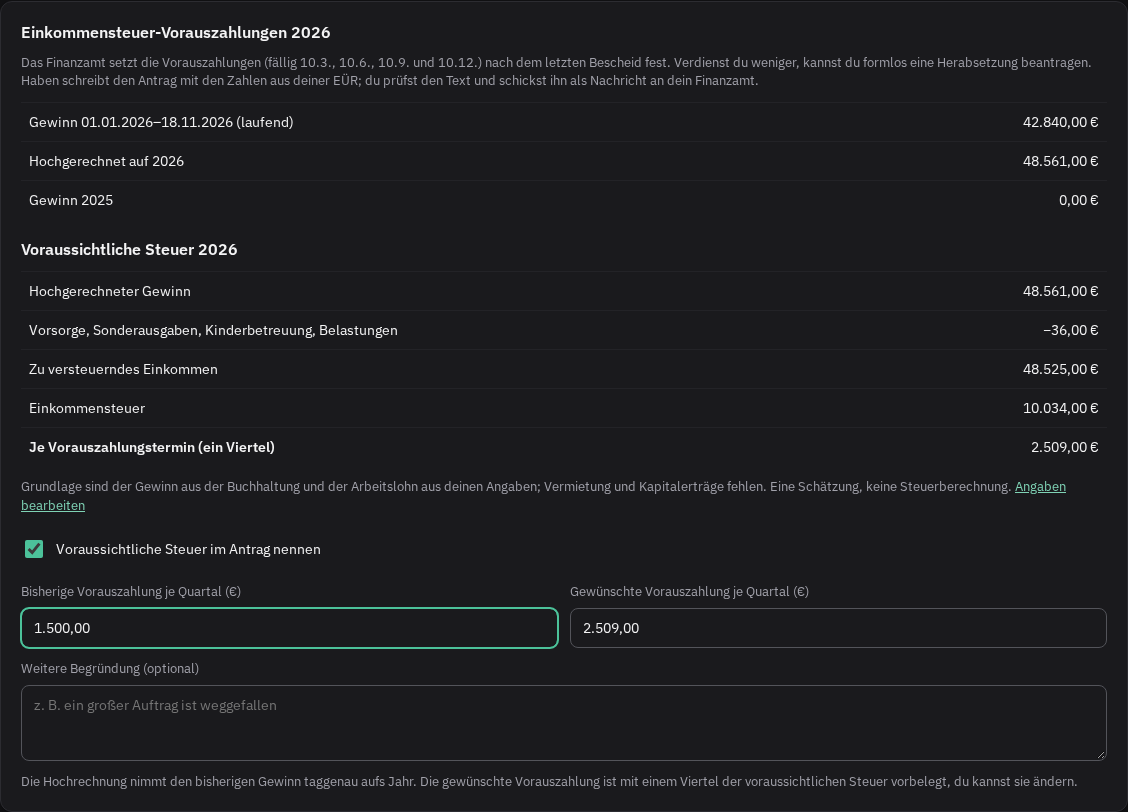 Einkommensteuer-Vorauszahlungen 2026
Das Finanzamt setzt die Vorauszahlungen (fällig 10.3., 10.6., 10.9. und 10.12.) nach dem letzten Bescheid fest. Verdienst du weniger, kannst du formlos eine Herabsetzung beantragen.
Haben schreibt den Antrag mit den Zahlen aus deiner EÜR; du prüfst den Text und schickst ihn als Nachricht an dein Finanzamt.
Gewinn 01.01.2026–18.11.2026 (laufend) 42.840,00 €
Hochgerechnet auf 2026 48.561,00 €
Gewinn 2025 0,00 €
Voraussichtliche Steuer 2026
Hochgerechneter Gewinn 48.561,00 €
Vorsorge, Sonderausgaben, Kinderbetreuung, Belastungen −36,00 €
Zu versteuerndes Einkommen 48.525,00 €
Einkommensteuer 10.034,00 €
Je Vorauszahlungstermin (ein Viertel) 2.509,00 €
Grundlage sind der Gewinn aus der Buchhaltung und der Arbeitslohn aus deinen Angaben; Vermietung und Kapitalerträge fehlen. Eine Schätzung, keine Steuerberechnung. Angaben
bearbeiten
Voraussichtliche Steuer im Antrag nennen
Bisherige Vorauszahlung je Quartal (€) Gewünschte Vorauszahlung je Quartal (€)
1.500,00 2.509,00
Weitere Begründung (optional)
z. B. ein großer Auftrag ist weggefallen
Die Hochrechnung nimmt den bisherigen Gewinn taggenau aufs Jahr. Die gewünschte Vorauszahlung ist mit einem Viertel der voraussichtlichen Steuer vorbelegt, du kannst sie ändern.